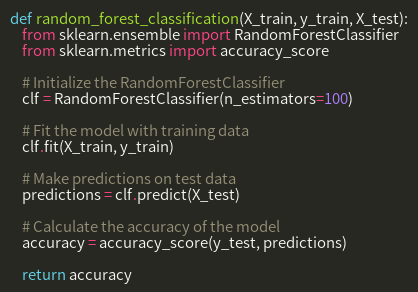 def random_forest_classification(X_train, y_train, X_test):
    from sklearn.ensemble import RandomForestClassifier
    from sklearn.metrics import accuracy_score
    # Initialize the RandomForestClassifier
    clf = RandomForestClassifier(n_estimators=100)
    # Fit the model with training data
    clf.fit(X_train, y_train)
    # Make predictions on test data
    predictions = clf.predict(X_test)
    # Calculate the accuracy of the model
    accuracy = accuracy_score(y_test, predictions)
    return accuracy